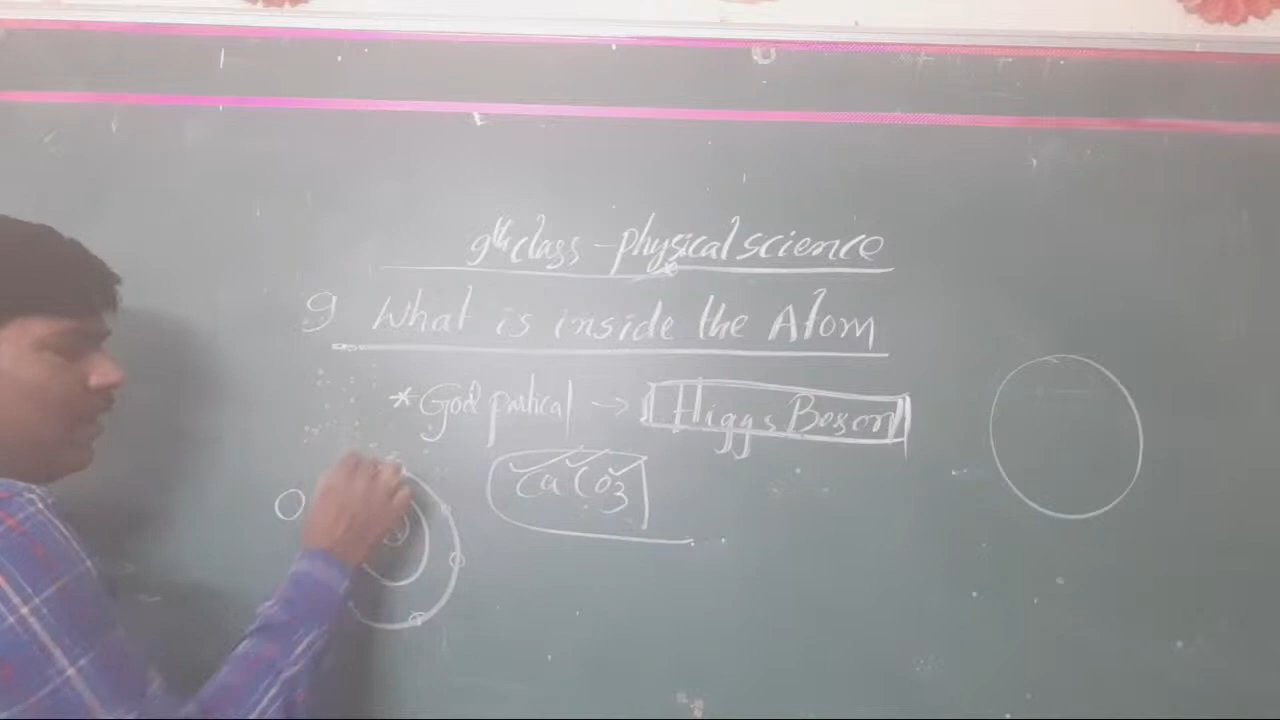 9th class - physical science
9 What is inside the Atom
* God partical → Higgs Boson
CaCO3